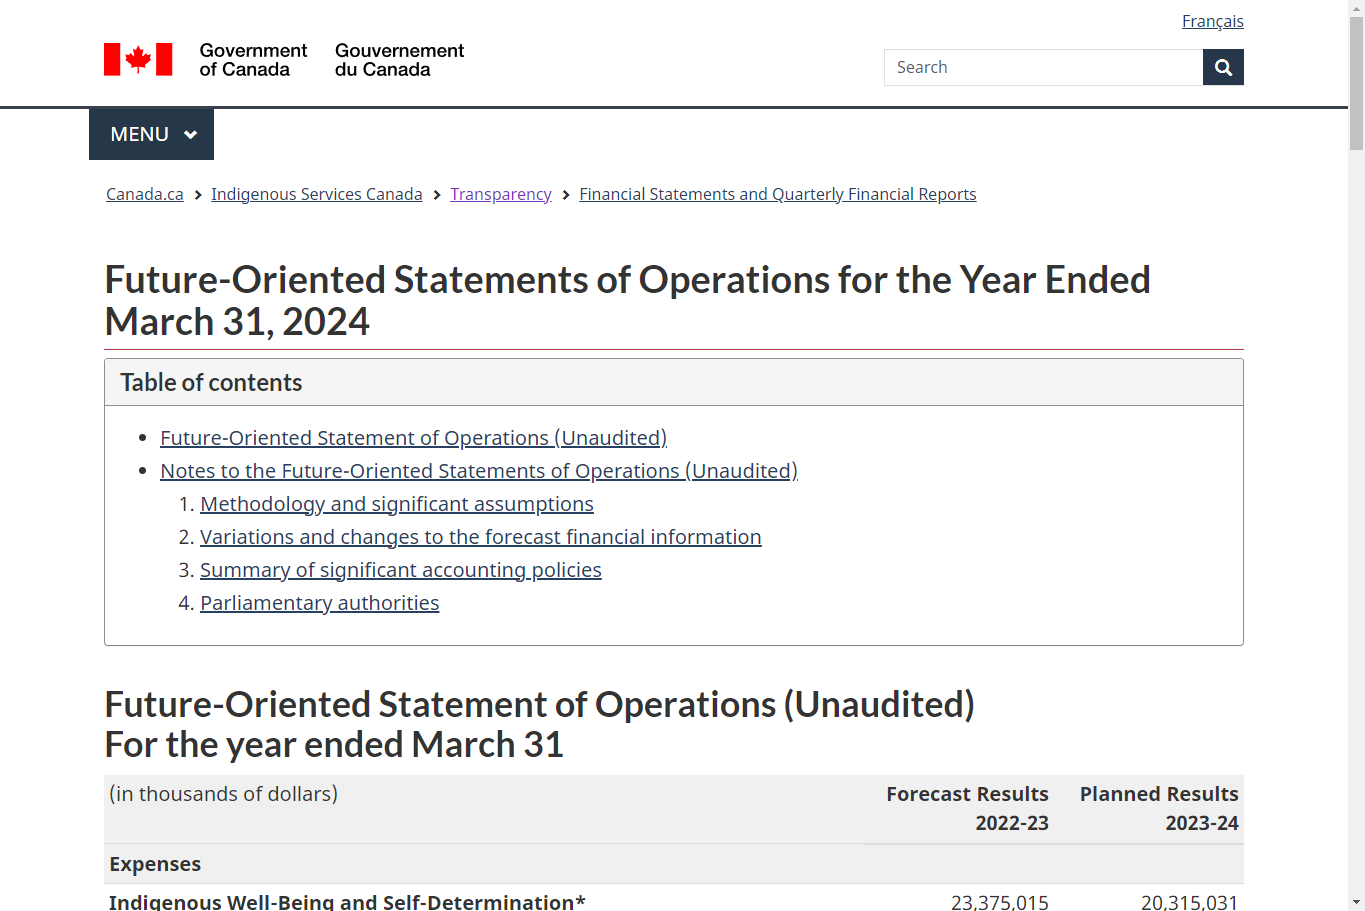 Français
Government of Canada
Gouvernement du Canada
Search
MENU
Canada.ca > Indigenous Services Canada > Transparency > Financial Statements and Quarterly Financial Reports
Future-Oriented Statements of Operations for the Year Ended
March 31, 2024
Table of contents
• Future-Oriented Statement of Operations (Unaudited)
• Notes to the Future-Oriented Statements of Operations (Unaudited)
1. Methodology and significant assumptions
2. Variations and changes to the forecast financial information
3. Summary of significant accounting policies
4. Parliamentary authorities
Future-Oriented Statement of Operations (Unaudited)
For the year ended March 31
(in thousands of dollars) Forecast Results Planned Results
2022-23 2023-24
Expenses
Indigenous Well-Being and Self-Determination* 23,375,015 20,315,031